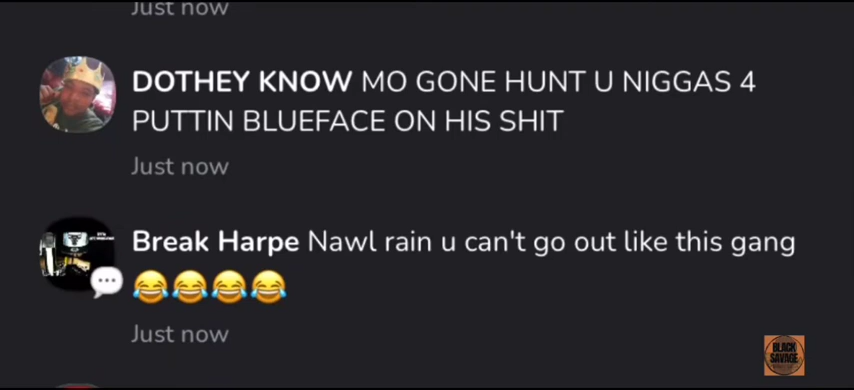 Just now
DOTHEY KNOW MO GONE HUNT U NIGGAS 4
PUTTIN BLUEFACE ON HIS SHIT
Just now
Break Harpe Nawl rain u can't go out like this gang
😂😂😂😂
Just now
BLACK
SAVAGE